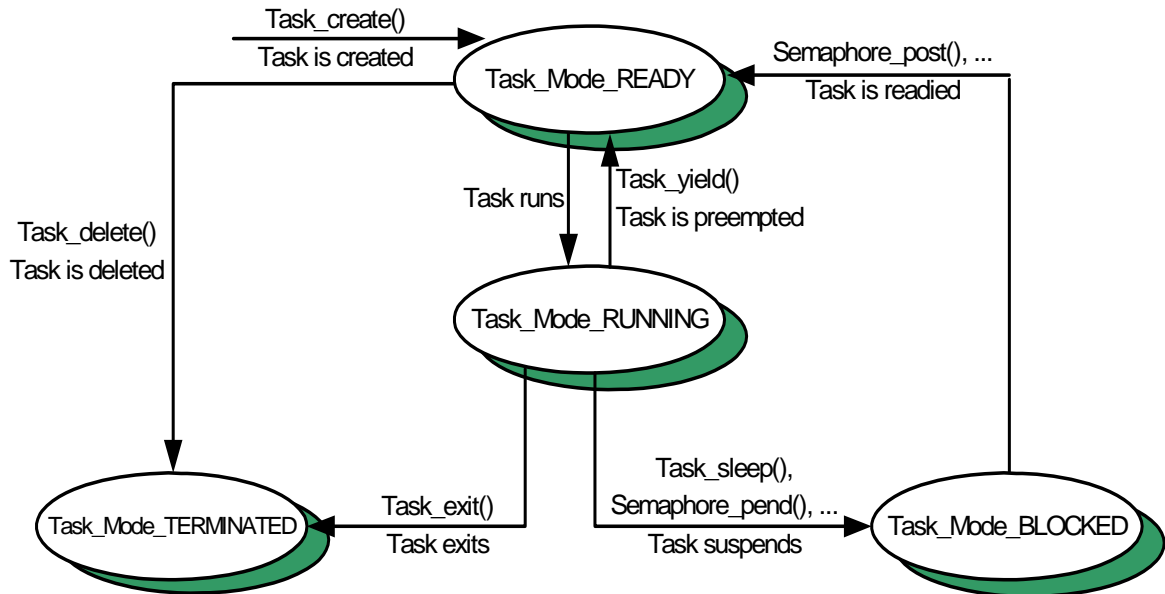 Task_create()
Task is created
Task_Mode_READY
Semaphore_post(), ...
Task is readied
Task runs
Task_yield()
Task is preempted
Task_delete()
Task is deleted
Task_Mode_RUNNING
Task_exit()
Task exits
Task_sleep(),
Semaphore_pend(), ...
Task suspends
Task_Mode_TERMINATED
Task_Mode_BLOCKED